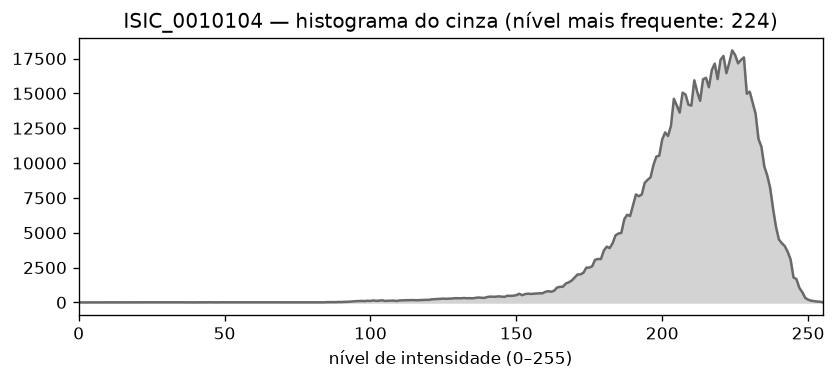 ISIC_0010104 — histograma do cinza (nível mais frequente: 224)
17500
15000
12500
10000
7500
5000
2500
0
0 50 100 150 200 250
nível de intensidade (0–255)